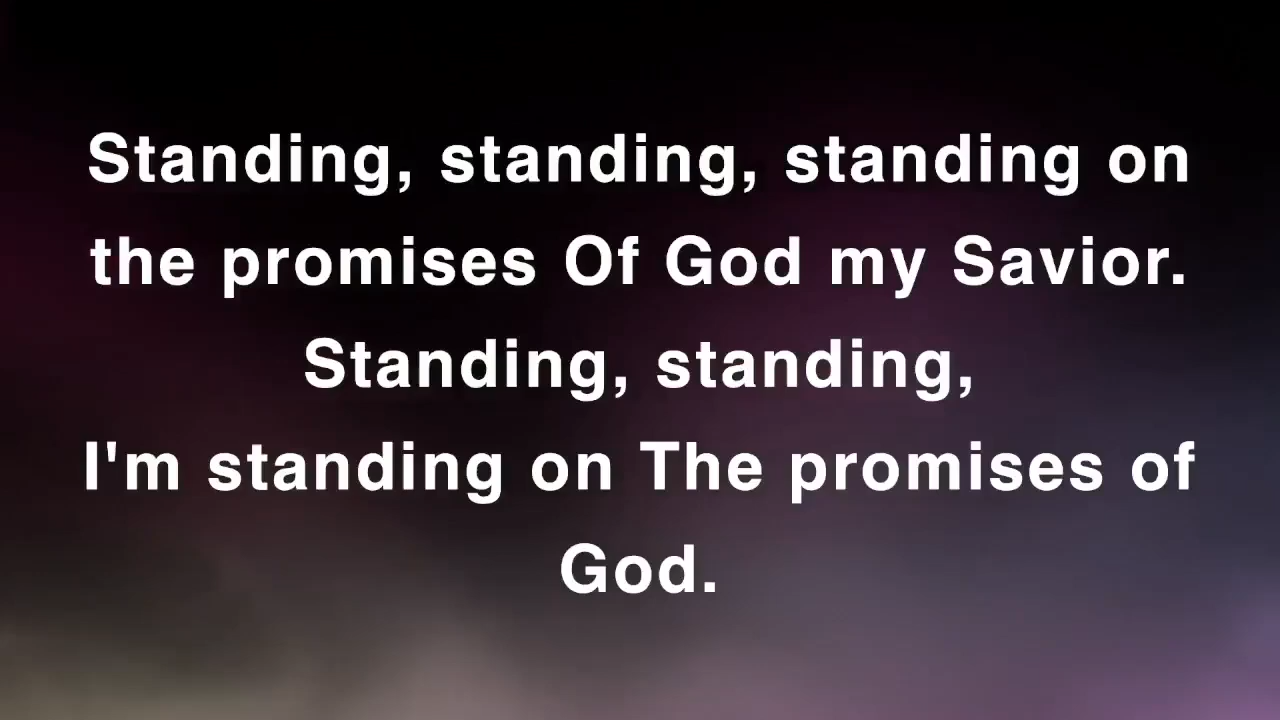 Standing, standing, standing on
the promises Of God my Savior.
Standing, standing,
I'm standing on The promises of
God.